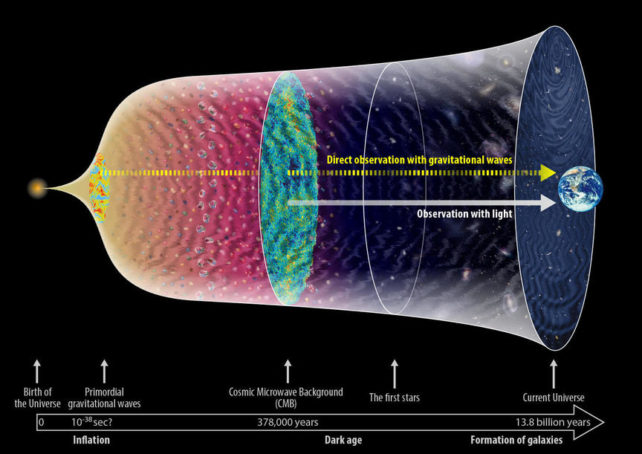 Direct observation with gravitational waves
Observation with light
Birth of
the Universe
Primordial
gravitational waves
Cosmic Microwave Background
(CMB)
The first stars
Current Universe
0
10-38 sec?
378,000 years
13.8 billion years
Inflation
Dark age
Formation of galaxies